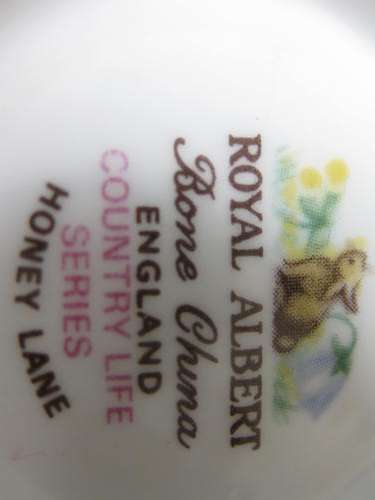 ROYAL ALBERT
Bone China
ENGLAND
COUNTRY LIFE
SERIES
HONEY LANE